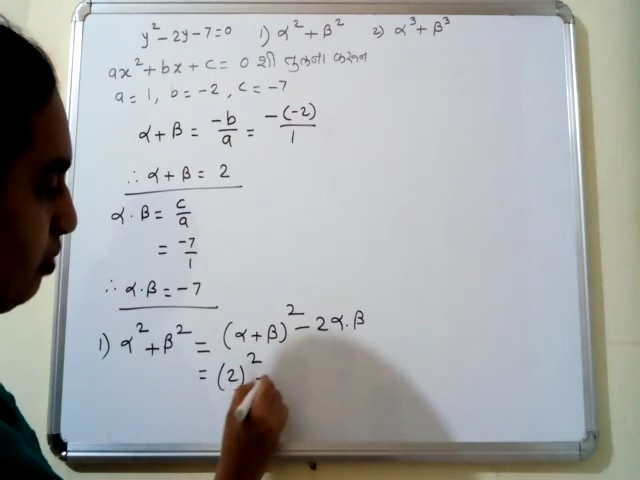 y² - 2y - 7 = 0 1) α² + β² 2) α³ + β³
ax² + bx + c = 0 शी तुलना करून
a = 1, b = -2, c = -7
α + β = -b/a = -(-2)/1
∴ α + β = 2
α · β = c/a
= -7/1
∴ α · β = -7
1) α² + β² = (α + β)² - 2α · β
= (2)² -